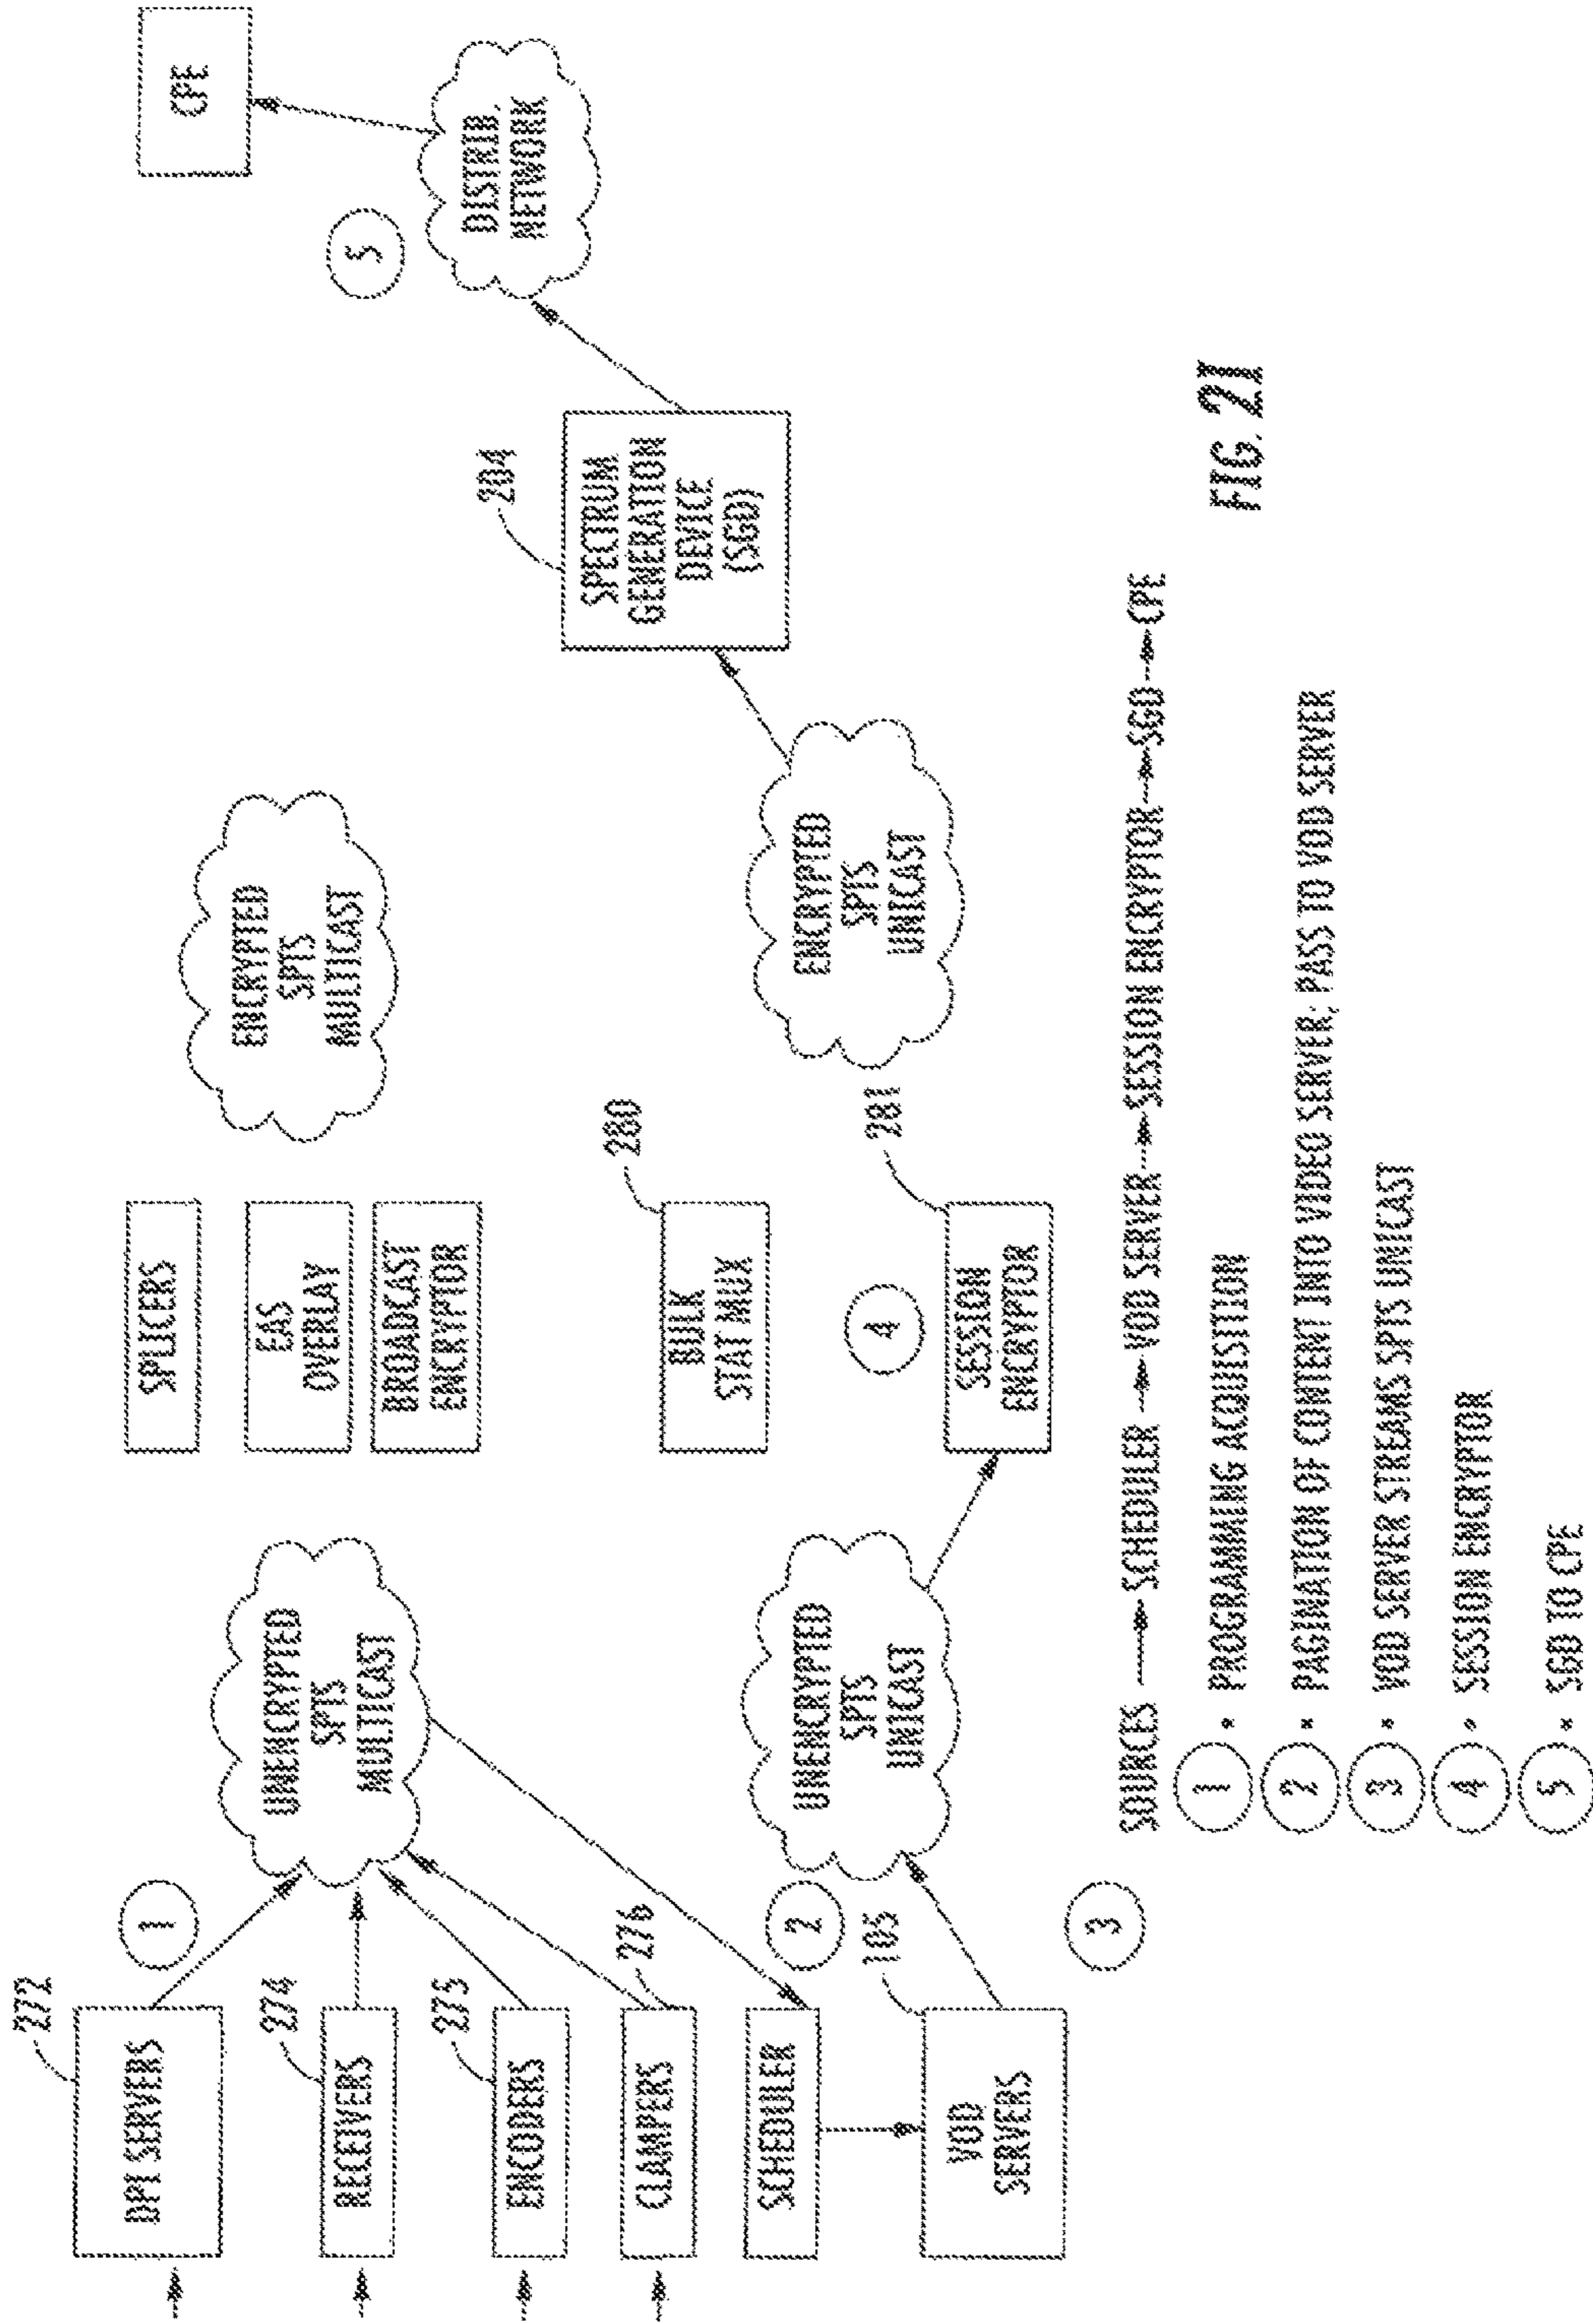 272
DPI SERVERS
1
274
RECEIVERS
275
ENCODERS
276
CLAMPERS
SCHEDULER
2
105
VOD
SERVERS
3
UNENCRYPTED
SPTS
MULTICAST
UNENCRYPTED
SPTS
UNICAST
SPLICERS
EAS
OVERLAY
BROADCAST
ENCRYPTOR
280
BULK
STAT MUX
4
281
SESSION
ENCRYPTOR
ENCRYPTED
SPTS
MULTICAST
ENCRYPTED
SPTS
UNICAST
204
SPECTRUM
GENERATION
DEVICE
(SGD)
5
DISTRIB.
NETWORK
CPE
SOURCES SCHEDULER VOD SERVER SESSION ENCRYPTOR SGD CPE
1 • PROGRAMMING ACQUISITION
2 • PAGINATION OF CONTENT INTO VIDEO SERVER; PASS TO VOD SERVER
3 • VOD SERVER STREAMS SPTS UNICAST
4 • SESSION ENCRYPTOR
5 • SGD TO CPE
FIG. 2I